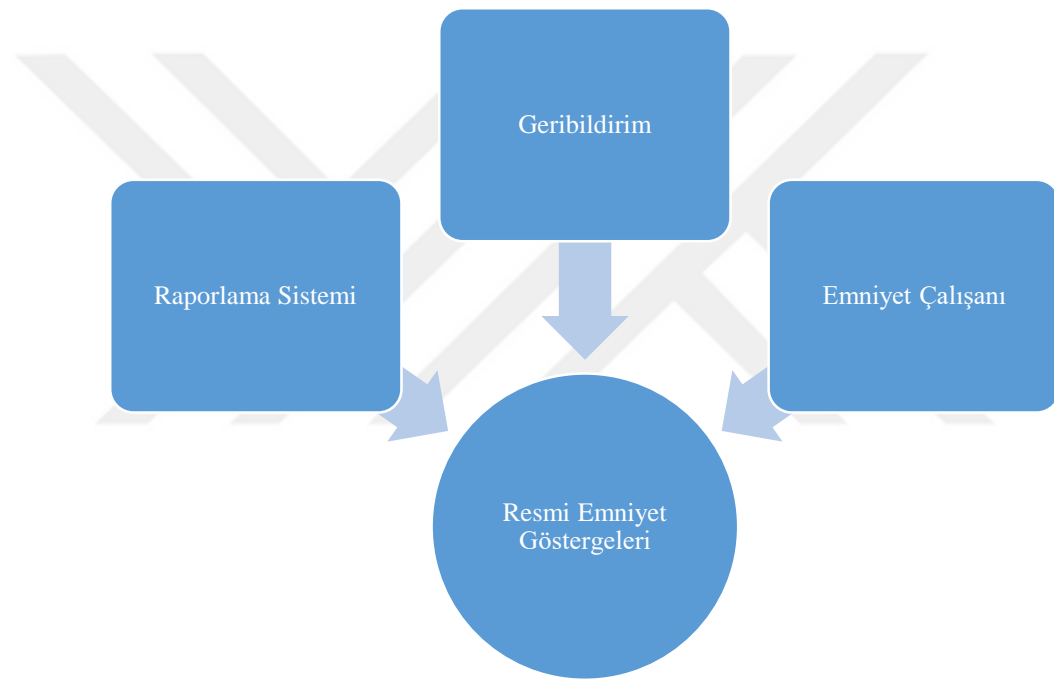 Geribildirim
Raporlama Sistemi
Emniyet Çalışanı
Resmi Emniyet
Göstergeleri